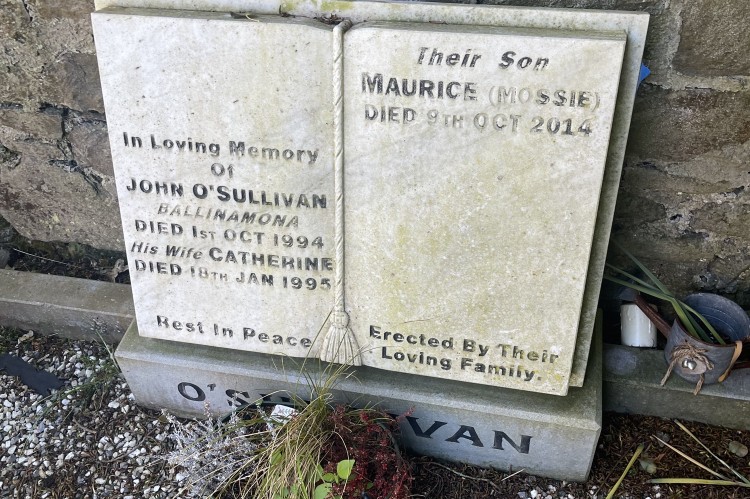 In Loving Memory
Of
JOHN O'SULLIVAN
BALLINAMONA
DIED 1ST OCT 1994
His Wife CATHERINE
DIED 18TH JAN 1995
Rest In Peace
Their Son
MAURICE (MOSSIE)
DIED 9TH OCT 2014
Erected By Their
Loving Family.